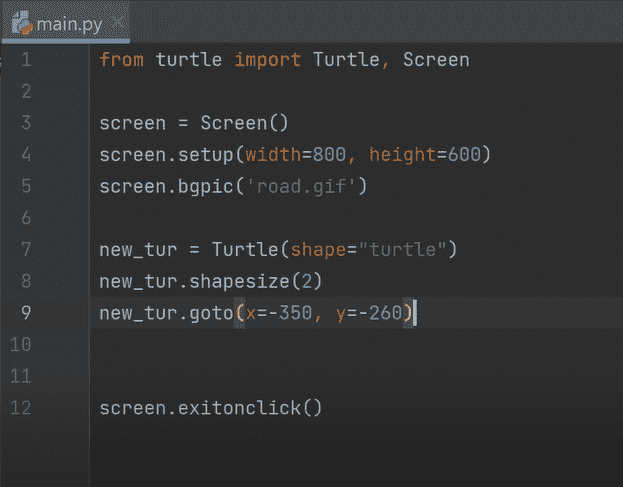 main.py
1 from turtle import Turtle, Screen
2
3 screen = Screen()
4 screen.setup(width=800, height=600)
5 screen.bgpic('road.gif')
6
7 new_tur = Turtle(shape="turtle")
8 new_tur.shapesize(2)
9 new_tur.goto(x=-350, y=-260)
10
11
12 screen.exitonclick()